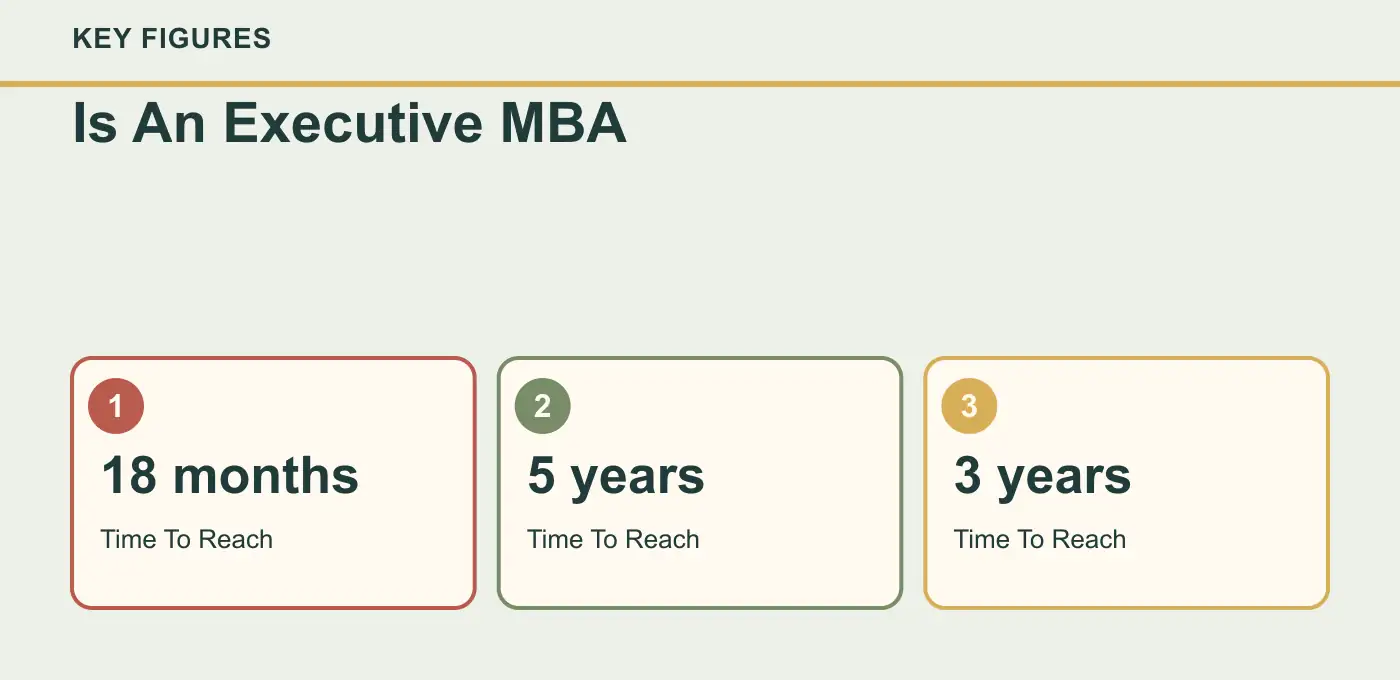 KEY FIGURES
Is An Executive MBA
1
18 months
Time To Reach
2
5 years
Time To Reach
3
3 years
Time To Reach